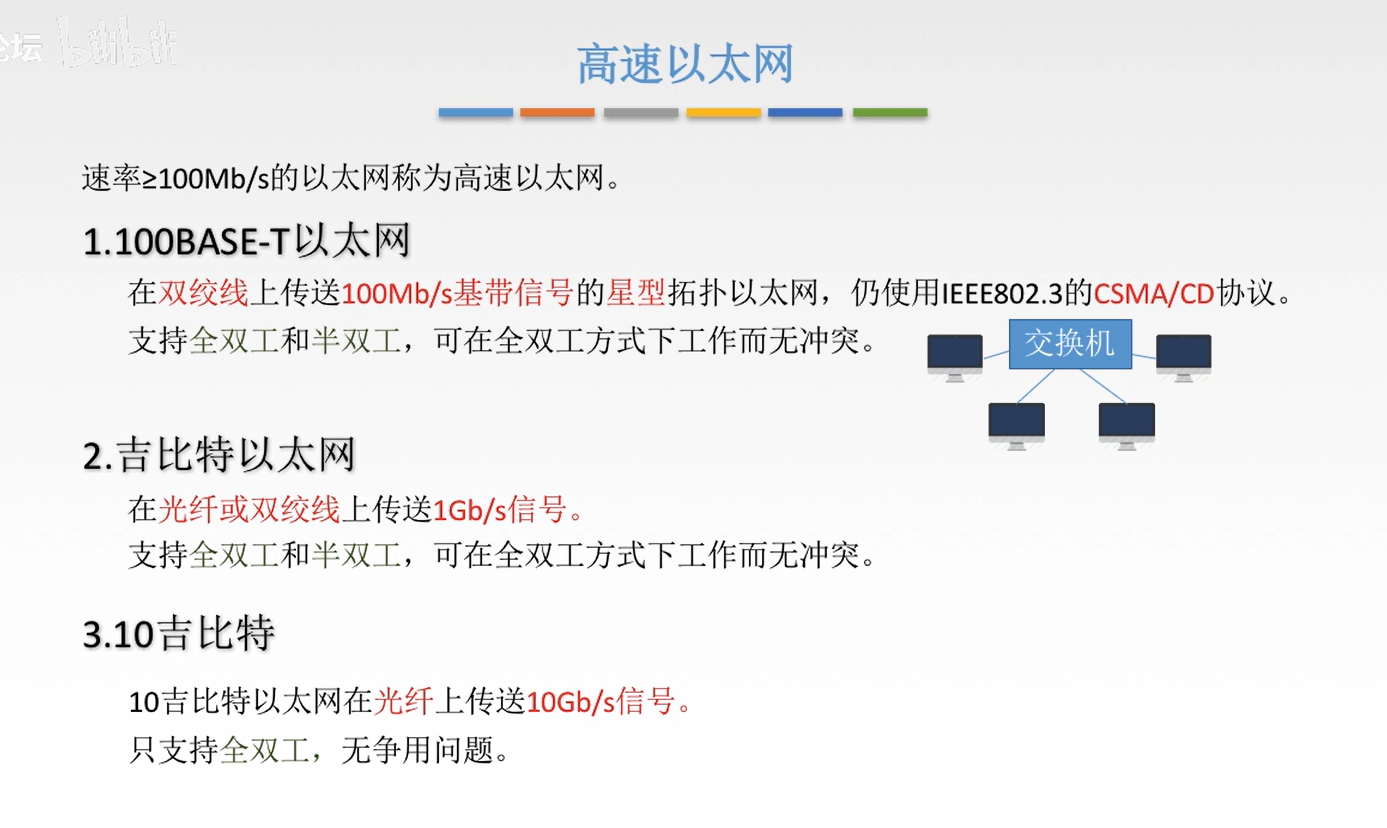 论坛 bilibili
高速以太网
速率≥100Mb/s的以太网称为高速以太网。
1.100BASE-T以太网
在双绞线上传送100Mb/s基带信号的星型拓扑以太网，仍使用IEEE802.3的CSMA/CD协议。
支持全双工和半双工，可在全双工方式下工作而无冲突。
交换机
2.吉比特以太网
在光纤或双绞线上传送1Gb/s信号。
支持全双工和半双工，可在全双工方式下工作而无冲突。
3.10吉比特
10吉比特以太网在光纤上传送10Gb/s信号。
只支持全双工，无争用问题。